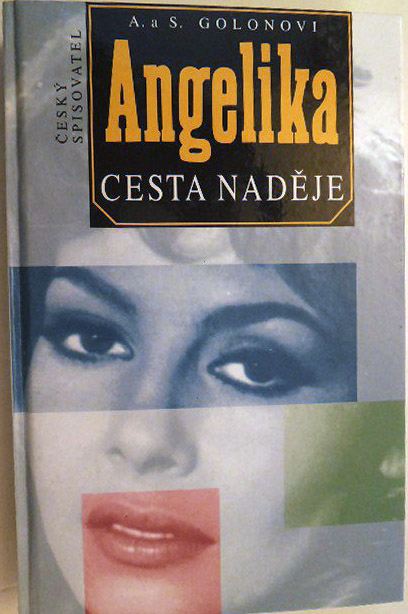 A. a S. GOLONOVI
Angelika
CESTA NADĚJE
ČESKÝ
SPISOVATEL